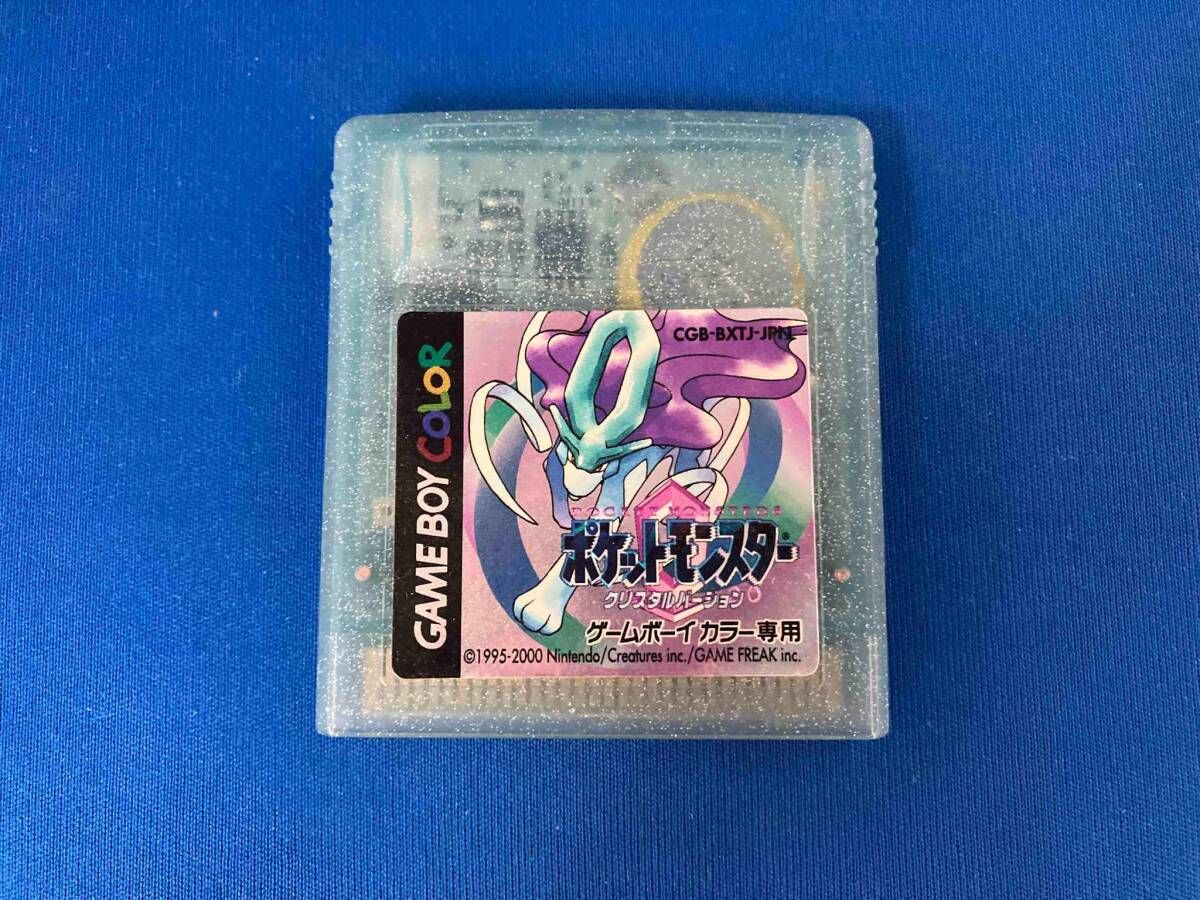 GAME BOY COLOR
CGB-BXTJ-JPN
POCKET MONSTERS
ポケットモンスター
クリスタルバージョン
ゲームボーイカラー専用
©1995-2000 Nintendo/Creatures inc./GAME FREAK inc.